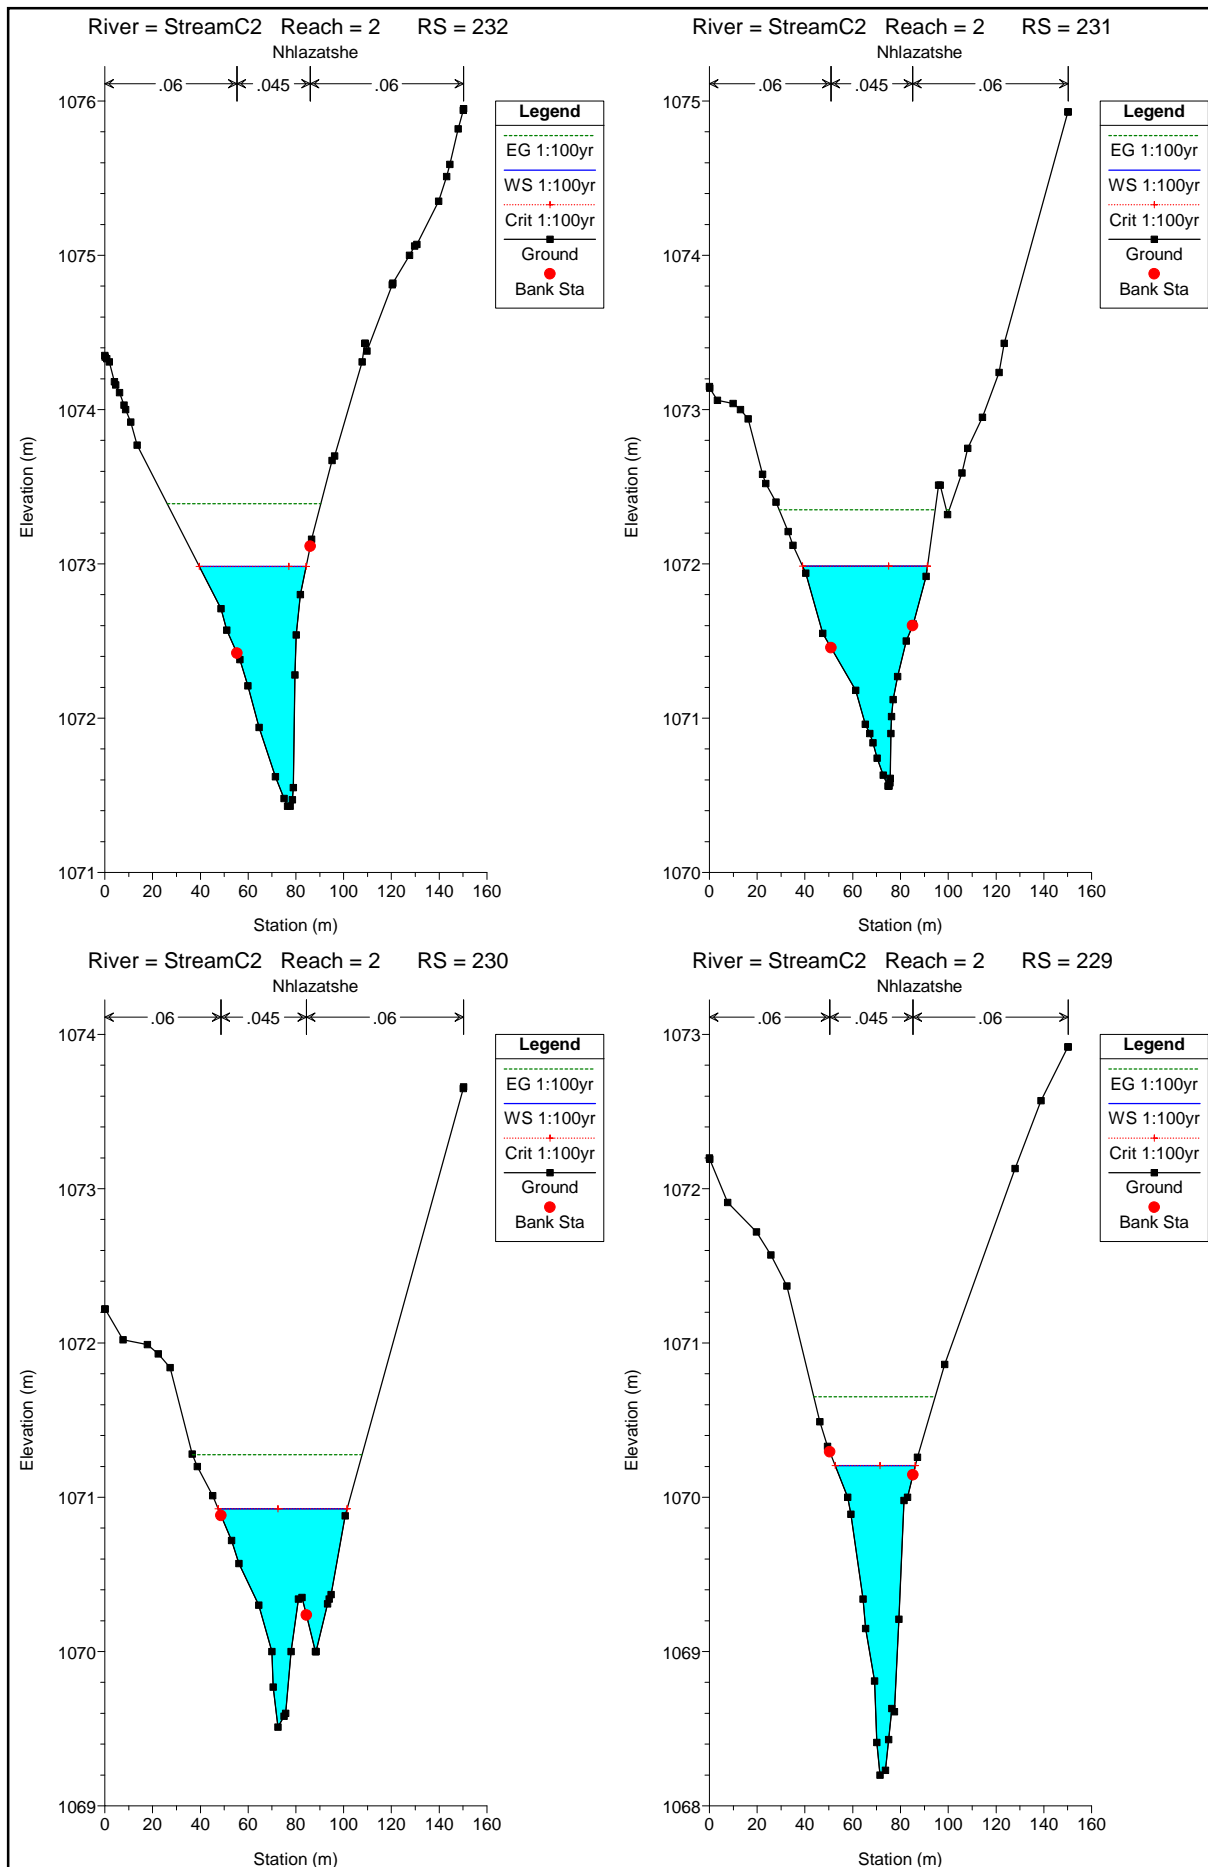 River = StreamC2 Reach = 2 RS = 232
Nhlazatshe
.06 .045 .06
Legend
EG 1:100yr
WS 1:100yr
Crit 1:100yr
Ground
Bank Sta
1076
1075
1074
1073
1072
1071
Elevation (m)
0 20 40 60 80 100 120 140 160
Station (m)
River = StreamC2 Reach = 2 RS = 231
Nhlazatshe
.06 .045 .06
Legend
EG 1:100yr
WS 1:100yr
Crit 1:100yr
Ground
Bank Sta
1075
1074
1073
1072
1071
1070
Elevation (m)
0 20 40 60 80 100 120 140 160
Station (m)
River = StreamC2 Reach = 2 RS = 230
Nhlazatshe
.06 .045 .06
Legend
EG 1:100yr
WS 1:100yr
Crit 1:100yr
Ground
Bank Sta
1074
1073
1072
1071
1070
1069
Elevation (m)
0 20 40 60 80 100 120 140 160
Station (m)
River = StreamC2 Reach = 2 RS = 229
Nhlazatshe
.06 .045 .06
Legend
EG 1:100yr
WS 1:100yr
Crit 1:100yr
Ground
Bank Sta
1073
1072
1071
1070
1069
1068
Elevation (m)
0 20 40 60 80 100 120 140 160
Station (m)